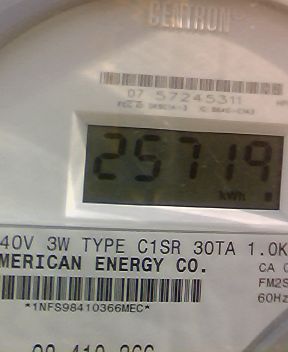 CENTRON
07 57245311
25719
kWh
40V 3W TYPE C1SR 30TA 1.0K
MERICAN ENERGY CO.
CA 0
FM2S
60Hz
*1NFS98410366MEC*